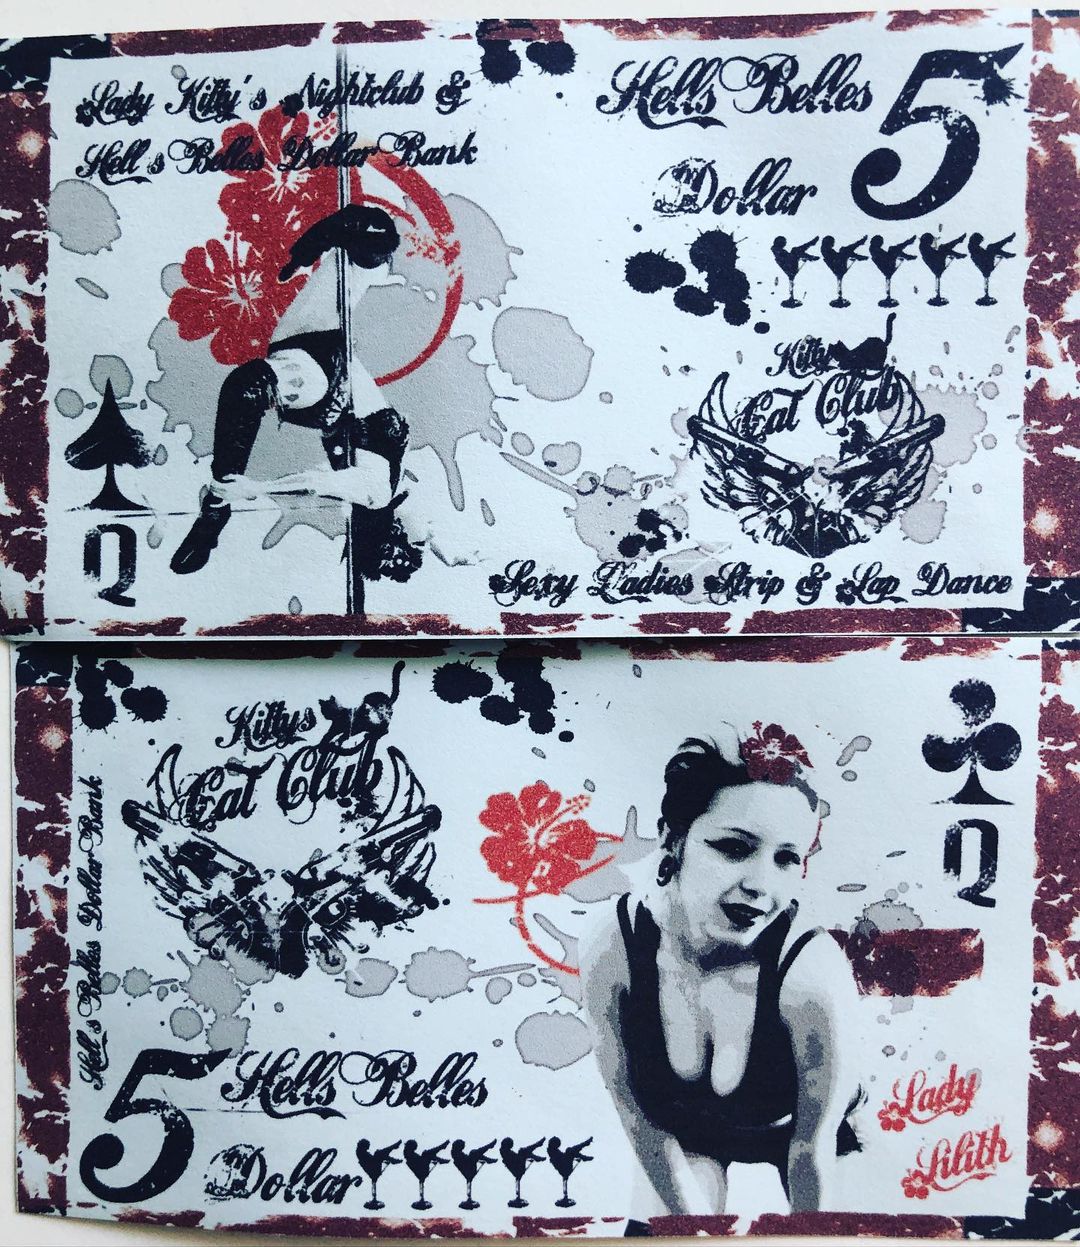 Lady Kitty's Nightclub &
Hell's Belles Dollar Bank
Hells Belles 5
Dollar
Kittys
Cat Club
Q
Sexy Ladies Strip & Lap Dance
Kittys
Cat Club
Q
Hell's Belles Dollar Bank
5 Hells Belles
Dollar
Lady
Lilith